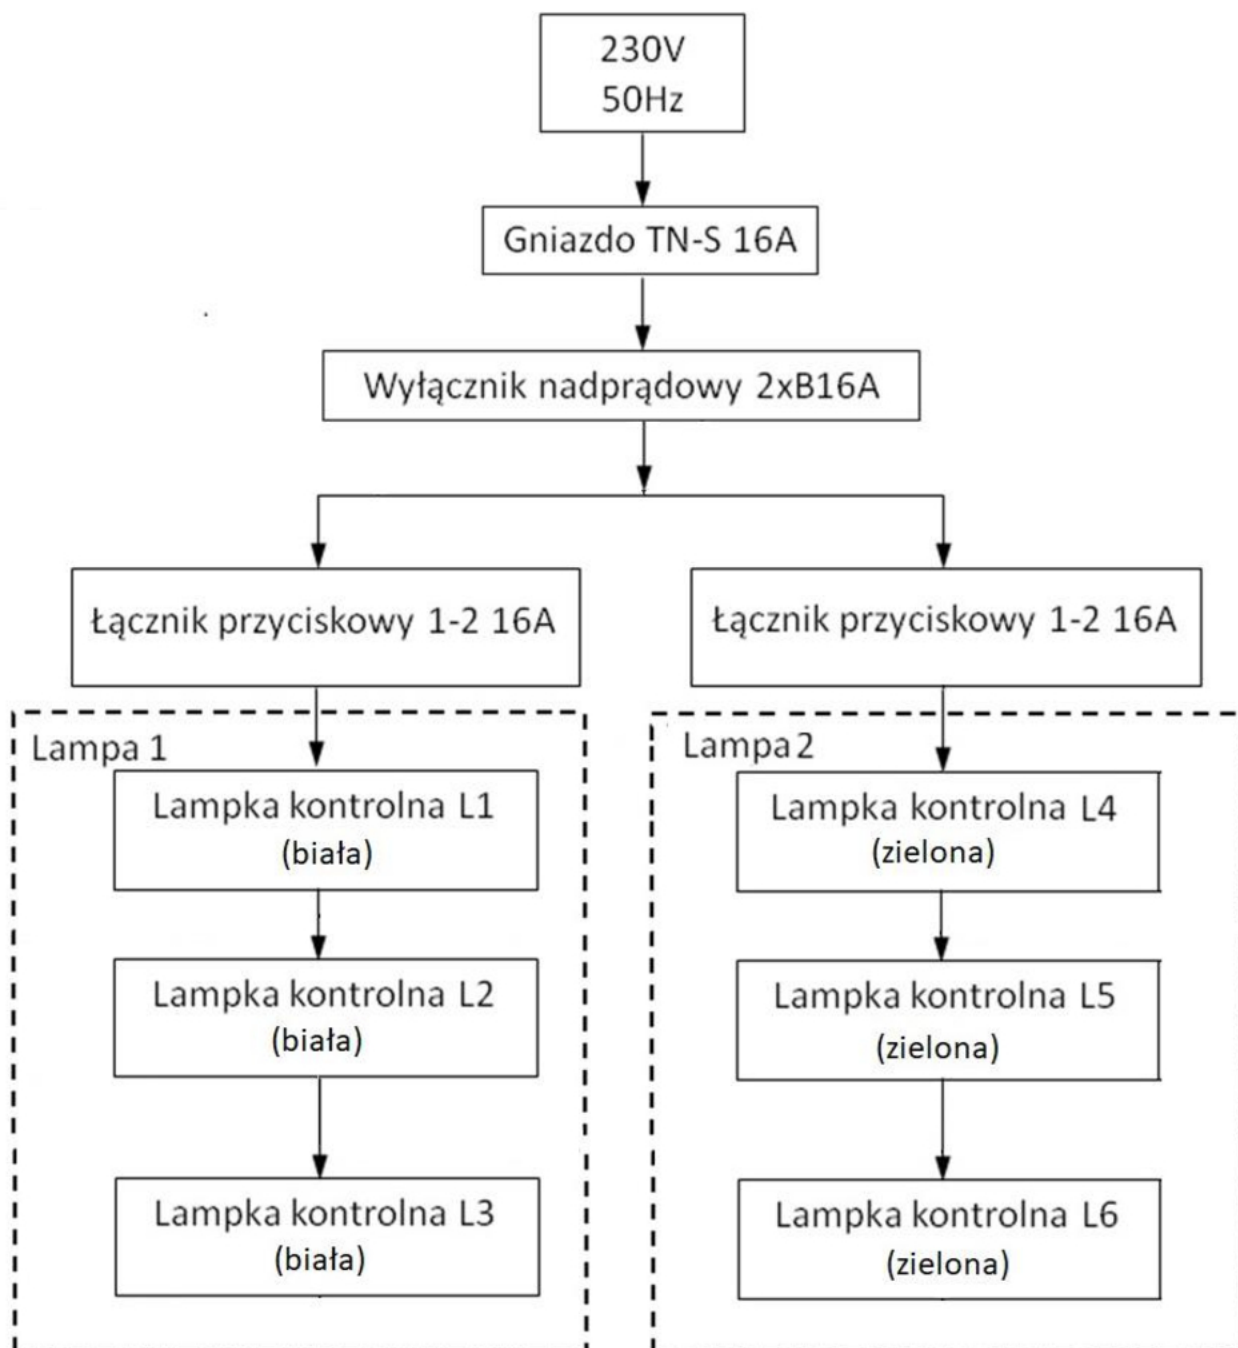 230V
50Hz
Gniazdo TN-S 16A
Wyłącznik nadprądowy 2xB16A
Łącznik przyciskowy 1-2 16A
Łącznik przyciskowy 1-2 16A
Lampa 1
Lampka kontrolna L1
(biała)
Lampka kontrolna L2
(biała)
Lampka kontrolna L3
(biała)
Lampa 2
Lampka kontrolna L4
(zielona)
Lampka kontrolna L5
(zielona)
Lampka kontrolna L6
(zielona)